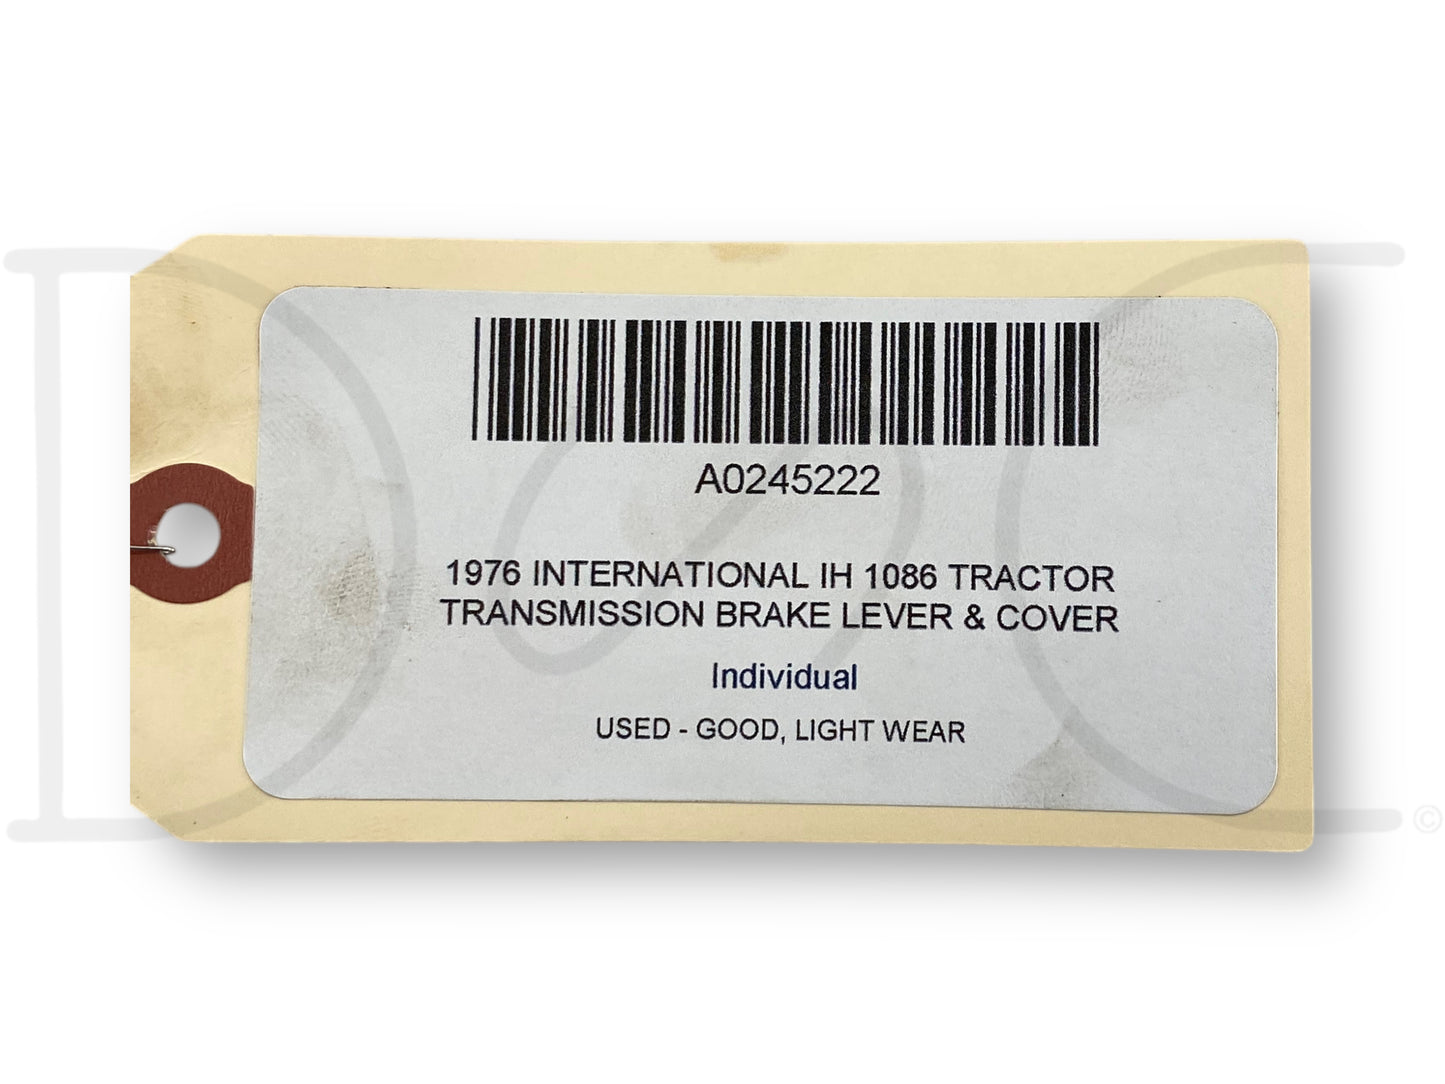 A0245222
1976 INTERNATIONAL IH 1086 TRACTOR
TRANSMISSION BRAKE LEVER & COVER
Individual
USED - GOOD, LIGHT WEAR
©